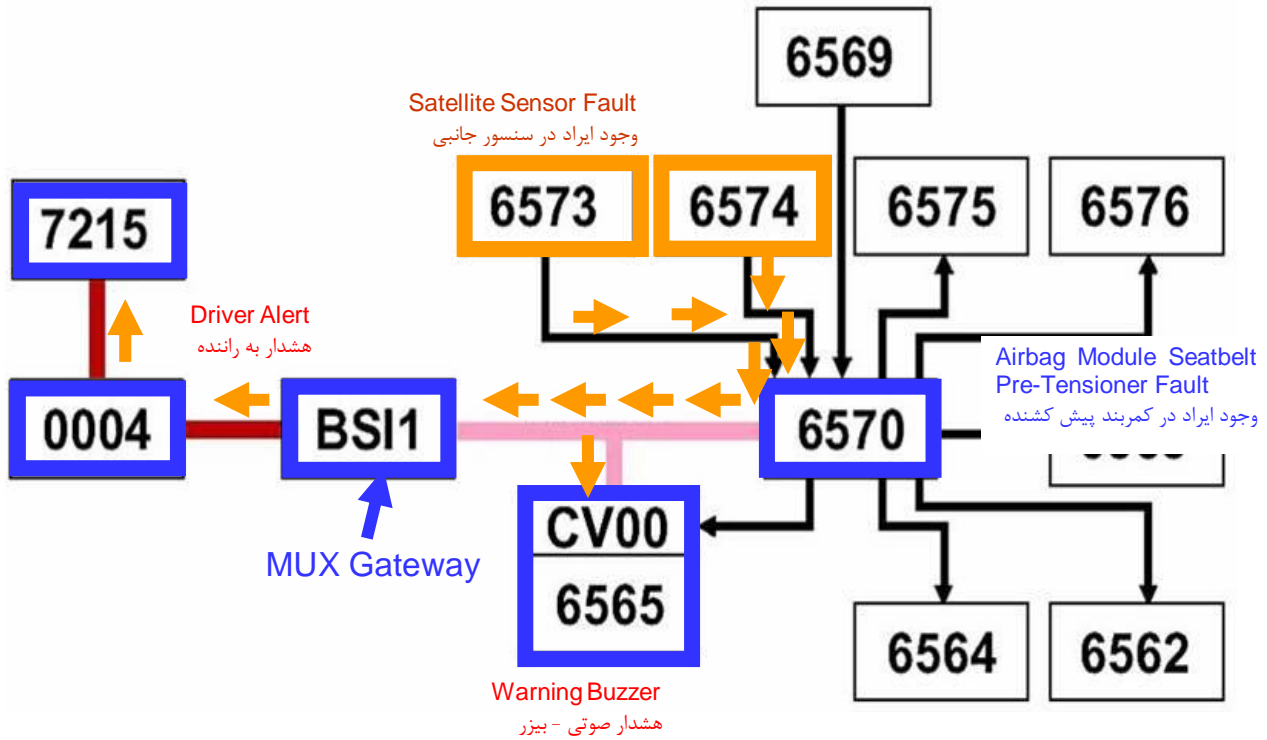 6569
Satellite Sensor Fault
وجود ایراد در سنسور جانبی
7215
6573
6574
6575
6576
Driver Alert
هشدار به راننده
Airbag Module Seatbelt
Pre-Tensioner Fault
وجود ایراد در کمربند پیش کشنده
0004
BSI1
6570
CV00
6565
MUX Gateway
6564
6562
Warning Buzzer
هشدار صوتی - بیزر